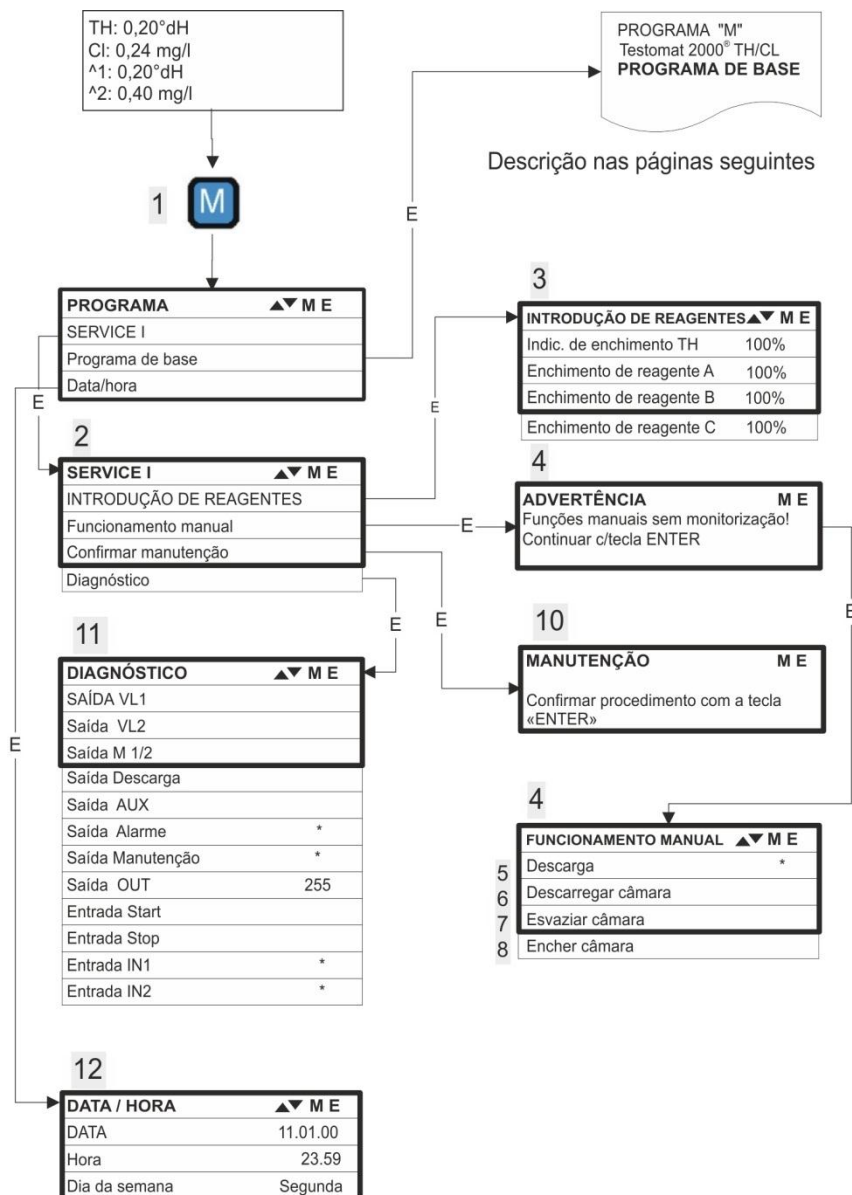 TH: 0,20°dH
Cl: 0,24 mg/l
^1: 0,20°dH
^2: 0,40 mg/l
PROGRAMA "M"
Testomat 2000® TH/CL
PROGRAMA DE BASE
Descrição nas páginas seguintes
1
M
E
PROGRAMA ▲▼ M E
SERVICE I
Programa de base
Data/hora
E
E
2
SERVICE I ▲▼ M E
INTRODUÇÃO DE REAGENTES
Funcionamento manual
Confirmar manutenção
Diagnóstico
E
E
E
E
3
INTRODUÇÃO DE REAGENTES▲▼ M E
Indic. de enchimento TH 100%
Enchimento de reagente A 100%
Enchimento de reagente B 100%
Enchimento de reagente C 100%
4
ADVERTÊNCIA M E
Funções manuais sem monitorização!
Continuar c/tecla ENTER
E
10
MANUTENÇÃO M E
Confirmar procedimento com a tecla
«ENTER»
11
DIAGNÓSTICO ▲▼ M E
SAÍDA VL1
Saída VL2
Saída M 1/2
Saída Descarga
Saída AUX
Saída Alarme *
Saída Manutenção *
Saída OUT 255
Entrada Start
Entrada Stop
Entrada IN1 *
Entrada IN2 *
4
FUNCIONAMENTO MANUAL ▲▼ M E
5 Descarga *
6 Descarregar câmara
7 Esvaziar câmara
8 Encher câmara
12
DATA / HORA ▲▼ M E
DATA 11.01.00
Hora 23.59
Dia da semana Segunda